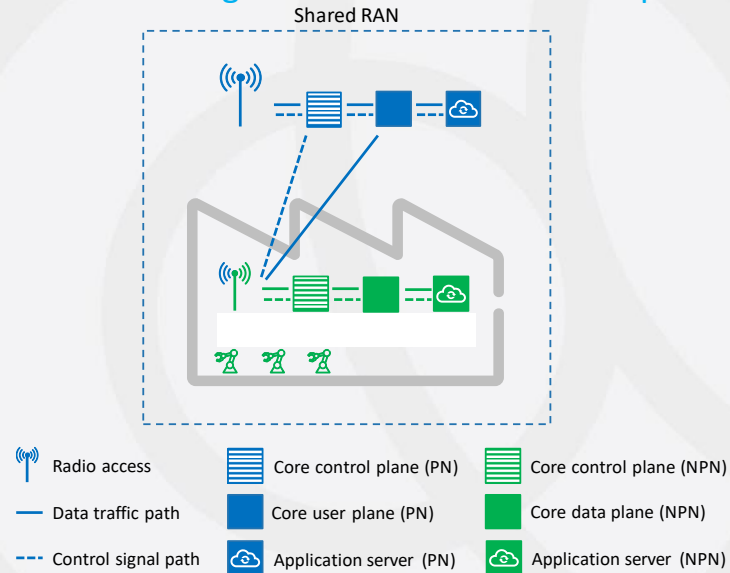 Shared RAN
Radio access
Core control plane (PN)
Core control plane (NPN)
Data traffic path
Core user plane (PN)
Core data plane (NPN)
Control signal path
Application server (PN)
Application server (NPN)